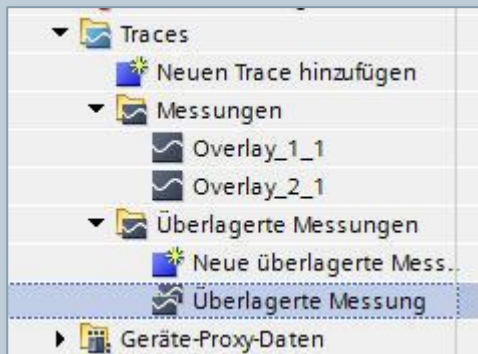 Traces
Neuen Trace hinzufügen
Messungen
Overlay_1_1
Overlay_2_1
Überlagerte Messungen
Neue überlagerte Mess..
Überlagerte Messung
Geräte-Proxy-Daten